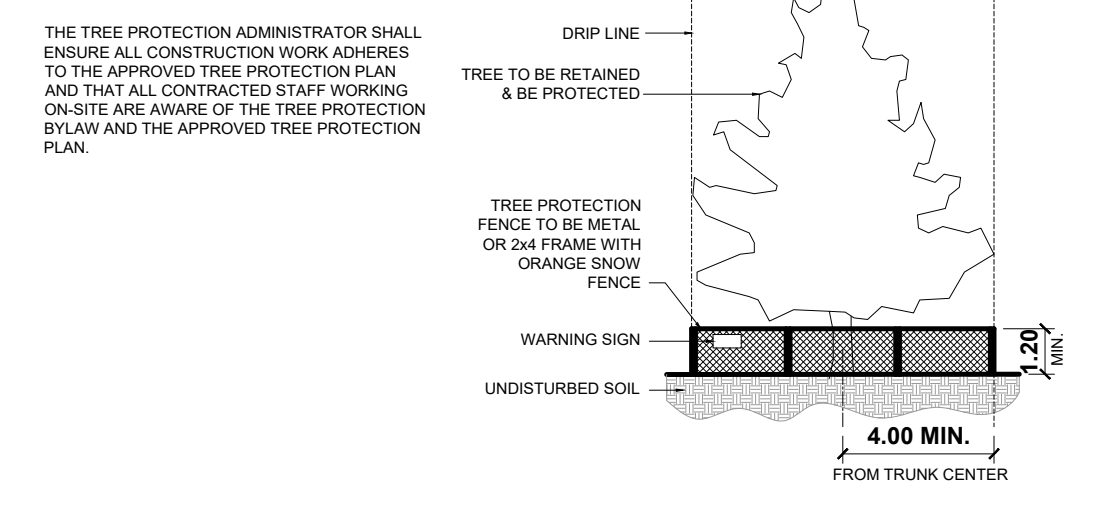 THE TREE PROTECTION ADMINISTRATOR SHALL
ENSURE ALL CONSTRUCTION WORK ADHERES
TO THE APPROVED TREE PROTECTION PLAN
AND THAT ALL CONTRACTED STAFF WORKING
ON-SITE ARE AWARE OF THE TREE PROTECTION
BYLAW AND THE APPROVED TREE PROTECTION
PLAN.
DRIP LINE
TREE TO BE RETAINED
& BE PROTECTED
TREE PROTECTION
FENCE TO BE METAL
OR 2x4 FRAME WITH
ORANGE SNOW
FENCE
WARNING SIGN
UNDISTURBED SOIL
1.20
MIN.
4.00 MIN.
FROM TRUNK CENTER